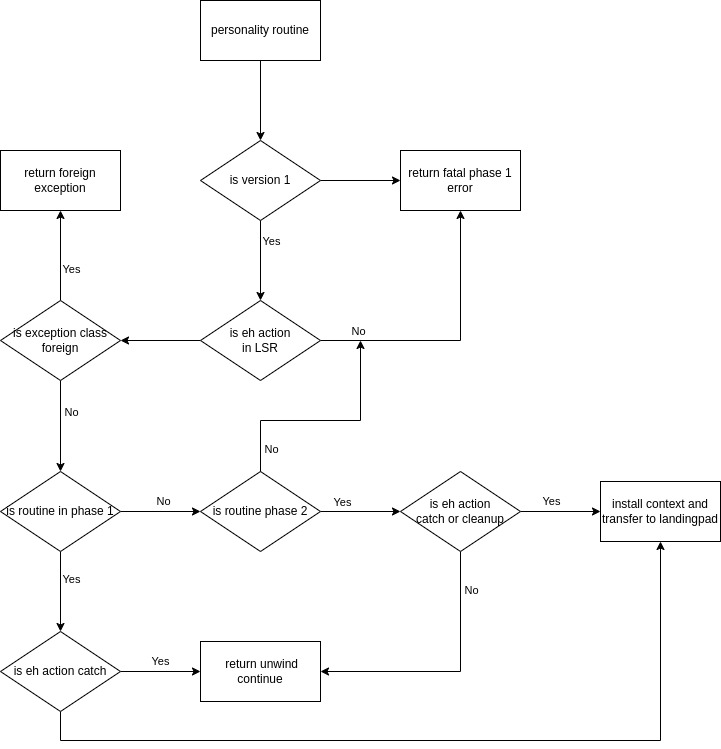 personality routine
return foreign
exception
is version 1
return fatal phase 1
error
Yes
Yes
is exception class
foreign
is eh action
in LSR
No
No
No
is routine in phase 1
No
is routine phase 2
Yes
is eh action
catch or cleanup
Yes
install context and
transfer to landingpad
Yes
No
is eh action catch
Yes
return unwind
continue